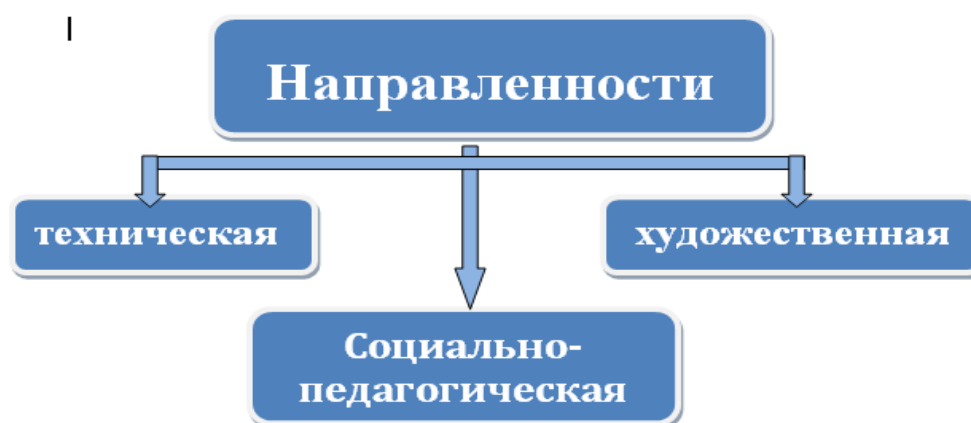 Направленности
техническая
художественная
Социально-
педагогическая